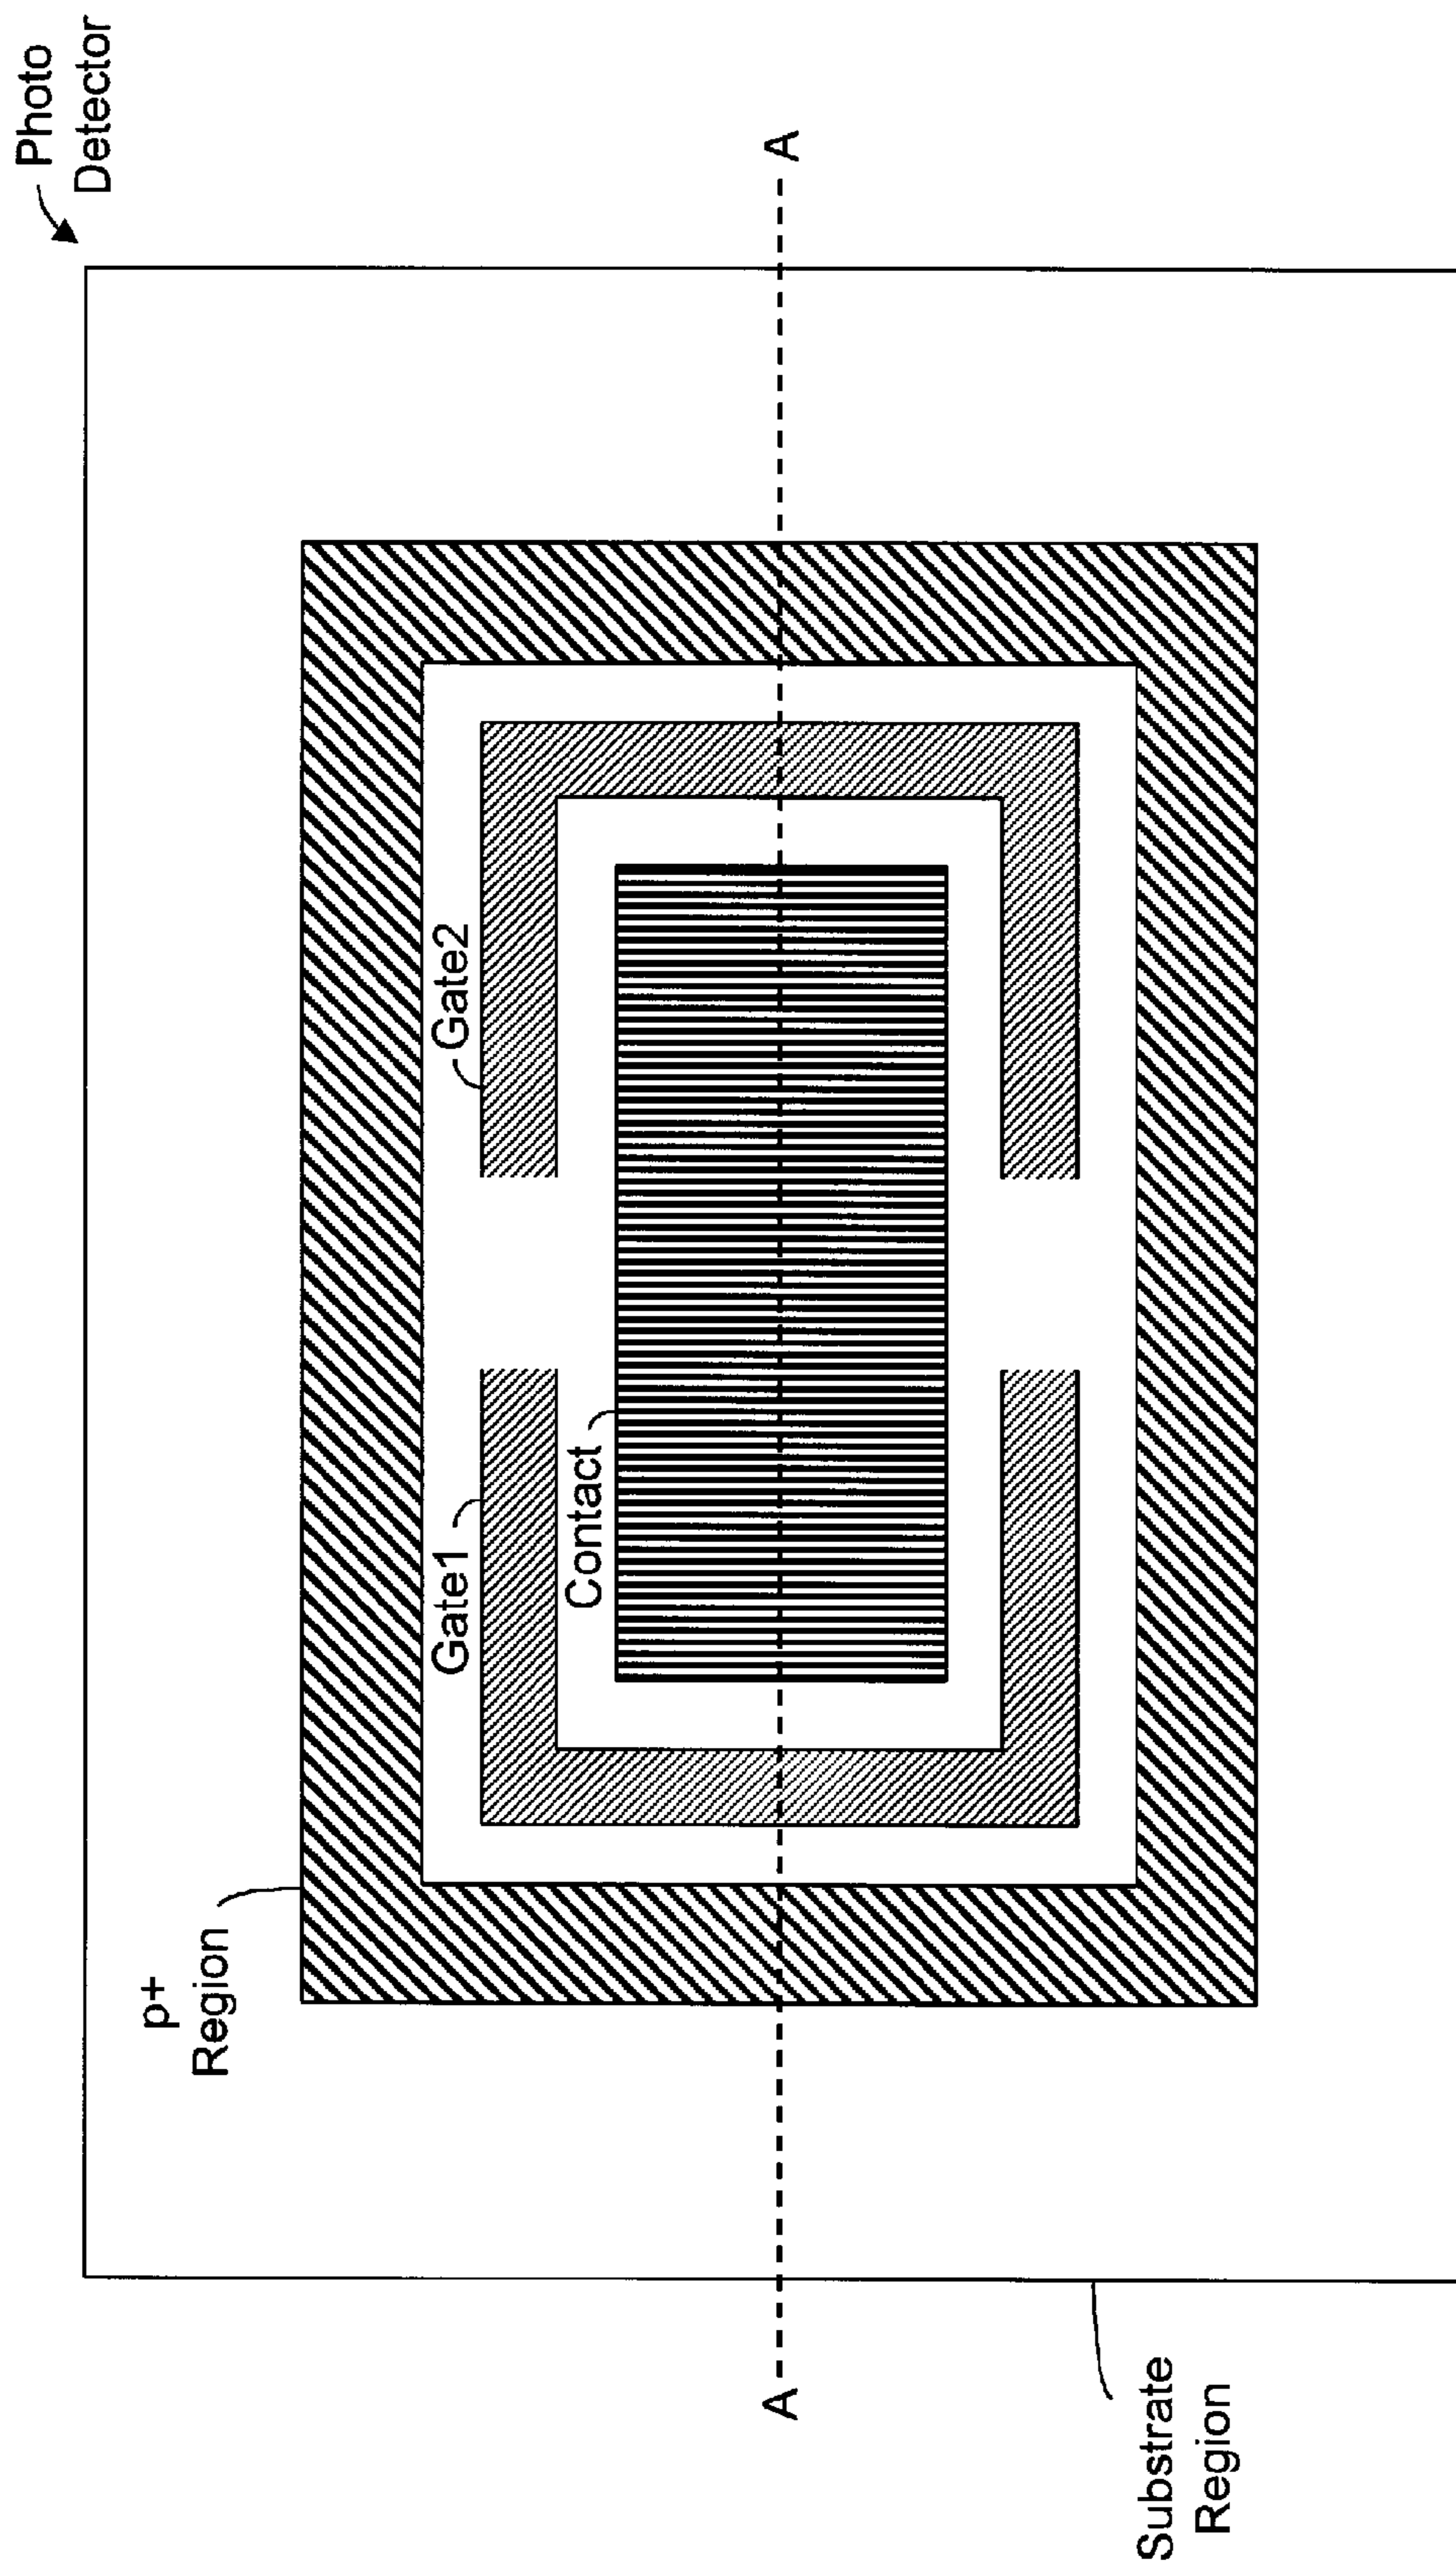 Photo
Detector
A
Gate2
Gate1
Contact
p+
Region
A
Substrate
Region